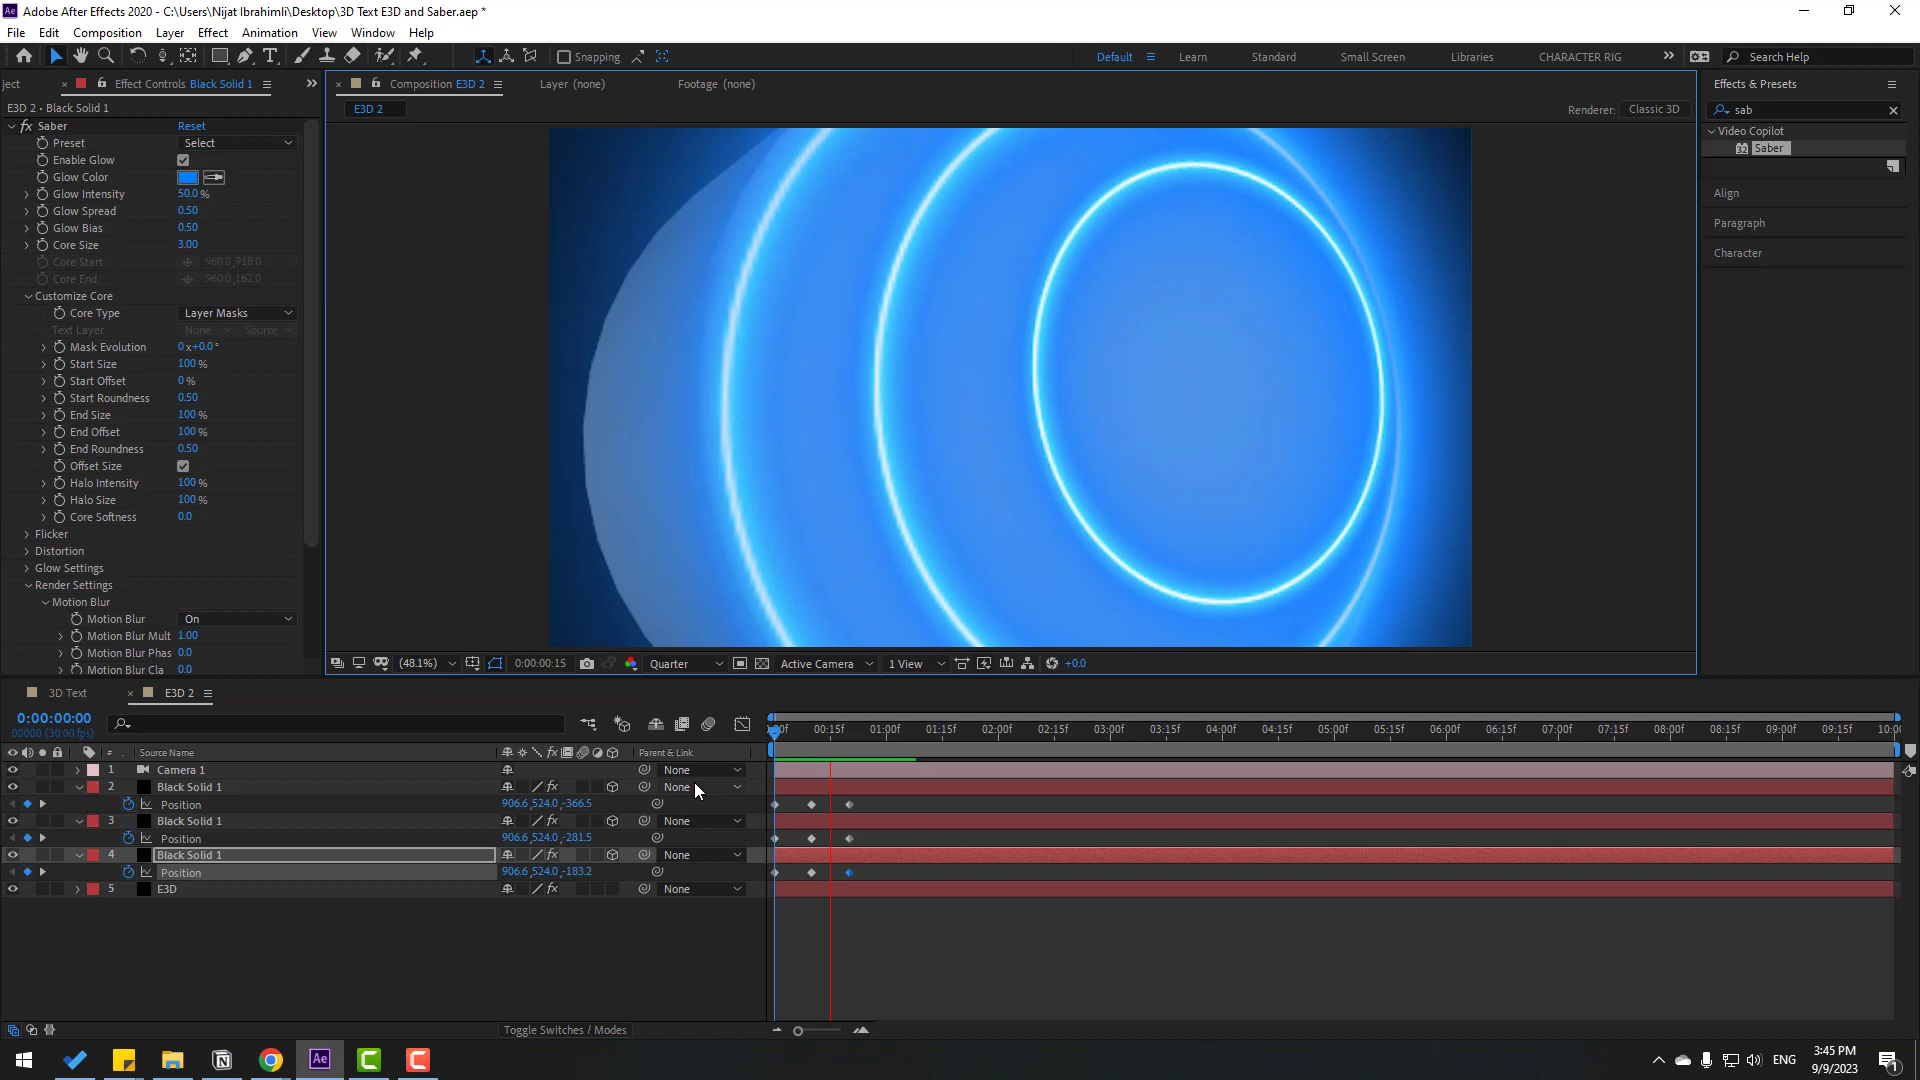 Ae Adobe After Effects 2020 - C:\Users\Nijat Ibrahimli\Desktop\3D Text E3D and Saber.aep *
File Edit Composition Layer Effect Animation View Window Help
Snapping Default Learn Standard Small Screen Libraries CHARACTER RIG Search Help
ject Effect Controls Black Solid 1
Composition E3D 2 Layer (none) Footage (none)
Effects & Presets
E3D 2 • Black Solid 1
E3D 2
Renderer: Classic 3D
sab
fx Saber Reset
Preset Select
Enable Glow
Glow Color
Glow Intensity 50.0 %
Glow Spread 0.50
Glow Bias 0.50
Core Size 3.00
Core Start 960.0,918.0
Core End 960.0,162.0
Customize Core
Core Type Layer Masks
Text Layer None Source
Mask Evolution 0x+0.0°
Start Size 100 %
Start Offset 0 %
Start Roundness 0.50
End Size 100 %
End Offset 100 %
End Roundness 0.50
Offset Size
Halo Intensity 100 %
Halo Size 100 %
Core Softness 0.0
Flicker
Distortion
Glow Settings
Render Settings
Motion Blur
Motion Blur On
Motion Blur Mult 1.00
Motion Blur Phas 0.0
Motion Blur Cla 0.0
Video Copilot
32 Saber
Align
Paragraph
Character
(48.1%) 0:00:00:15 Quarter Active Camera 1 View +0.0
3D Text E3D 2
0:00:00:00
00000 (30.00 fps)
:00f 00:15f 01:00f 01:15f 02:00f 02:15f 03:00f 03:15f 04:00f 04:15f 05:00f 05:15f 06:00f 06:15f 07:00f 07:15f 08:00f 08:15f 09:00f 09:15f 10:00
# Source Name fx Parent & Link
1 Camera 1 None
2 Black Solid 1 fx None
Position 906.6,524.0,-366.5
3 Black Solid 1 fx None
Position 906.6,524.0,-281.5
4 Black Solid 1 fx None
Position 906.6,524.0,-183.2
5 E3D fx None
Toggle Switches / Modes
Ae
ENG
3:45 PM
9/9/2023
1